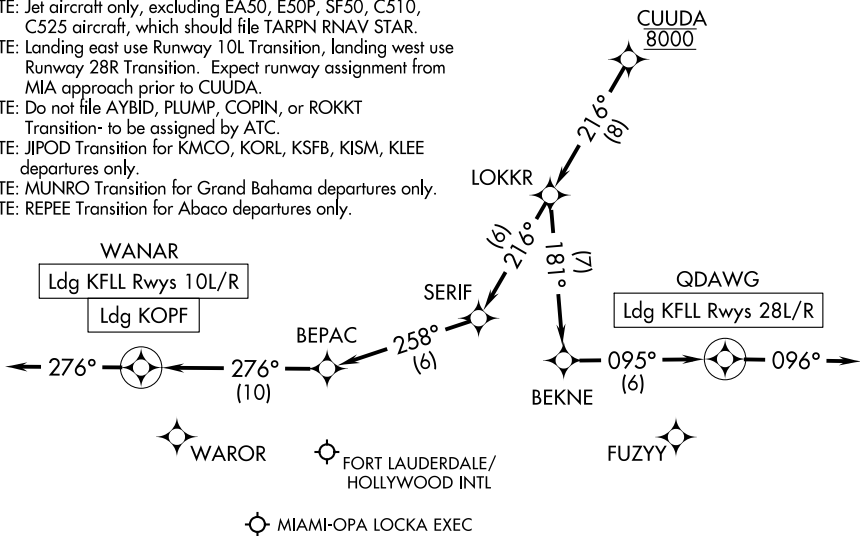 TE: Jet aircraft only, excluding EA50, E50P, SF50, C510,
C525 aircraft, which should file TARPN RNAV STAR.
TE: Landing east use Runway 10L Transition, landing west use
Runway 28R Transition. Expect runway assignment from
MIA approach prior to CUUDA.
TE: Do not file AYBID, PLUMP, COPIN, or ROKKT
Transition- to be assigned by ATC.
TE: JIPOD Transition for KMCO, KORL, KSFB, KISM, KLEE
departures only.
TE: MUNRO Transition for Grand Bahama departures only.
TE: REPEE Transition for Abaco departures only.
CUUDA
8000
216°
(8)
LOKKR
216°
(6)
181°
(7)
WANAR
Ldg KFLL Rwys 10L/R
Ldg KOPF
SERIF
QDAWG
Ldg KFLL Rwys 28L/R
BEPAC
258°
(6)
276°
276°
(10)
BEKNE
095°
(6)
096°
WAROR
FORT LAUDERDALE/
HOLLYWOOD INTL
FUZYY
MIAMI-OPA LOCKA EXEC